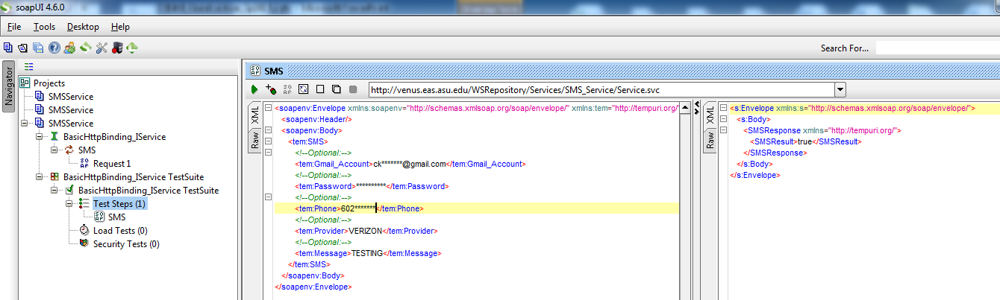 soapUI 4.6.0
File Tools Desktop Help
Search For...
Navigator
Projects
SMSService
SMSService
SMSService
BasicHttpBinding_IService
SMS
SOAP Request 1
BasicHttpBinding_IService TestSuite
BasicHttpBinding_IService TestSuite
Test Steps (1)
SOAP SMS
Load Tests (0)
Security Tests (0)
SOAP SMS
SOAP http://venus.eas.asu.edu/WSRepository/Services/SMS_Service/Service.svc
XML
Raw
<soapenv:Envelope xmlns:soapenv="http://schemas.xmlsoap.org/soap/envelope/" xmlns:tem="http://tempuri.org/"
<soapenv:Header/>
<soapenv:Body>
<tem:SMS>
<!--Optional:-->
<tem:Gmail_Account>ck*******@gmail.com</tem:Gmail_Account>
<!--Optional:-->
<tem:Password>**********</tem:Password>
<!--Optional:-->
<tem:Phone>602*******</tem:Phone>
<!--Optional:-->
<tem:Provider>VERIZON</tem:Provider>
<!--Optional:-->
<tem:Message>TESTING</tem:Message>
</tem:SMS>
</soapenv:Body>
</soapenv:Envelope>
XML
Raw
<s:Envelope xmlns:s="http://schemas.xmlsoap.org/soap/envelope/">
<s:Body>
<SMSResponse xmlns="http://tempuri.org/">
<SMSResult>true</SMSResult>
</SMSResponse>
</s:Body>
</s:Envelope>